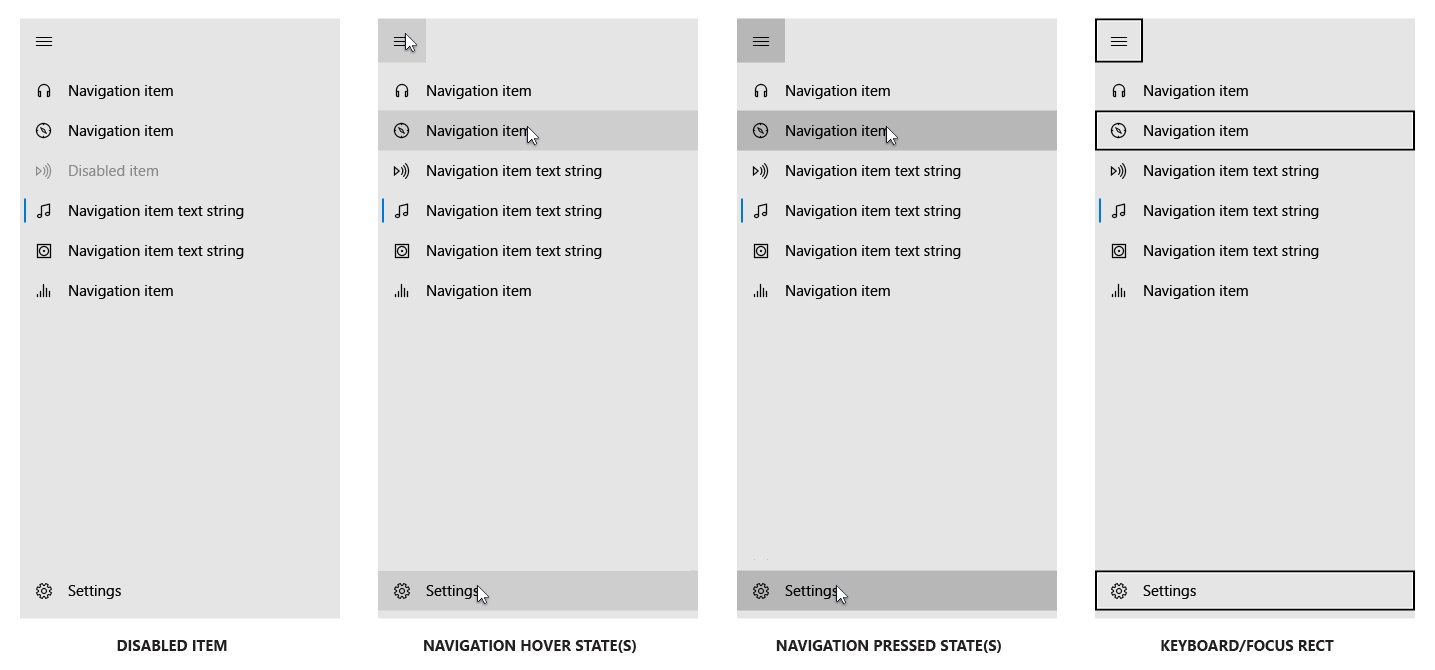 Navigation item
Navigation item
Disabled item
Navigation item text string
Navigation item text string
Navigation item
Settings
DISABLED ITEM
Navigation item
Navigation item
Navigation item text string
Navigation item text string
Navigation item text string
Navigation item
Settings
NAVIGATION HOVER STATE(S)
Navigation item
Navigation item
Navigation item text string
Navigation item text string
Navigation item text string
Navigation item
Settings
NAVIGATION PRESSED STATE(S)
Navigation item
Navigation item
Navigation item text string
Navigation item text string
Navigation item text string
Navigation item
Settings
KEYBOARD/FOCUS RECT